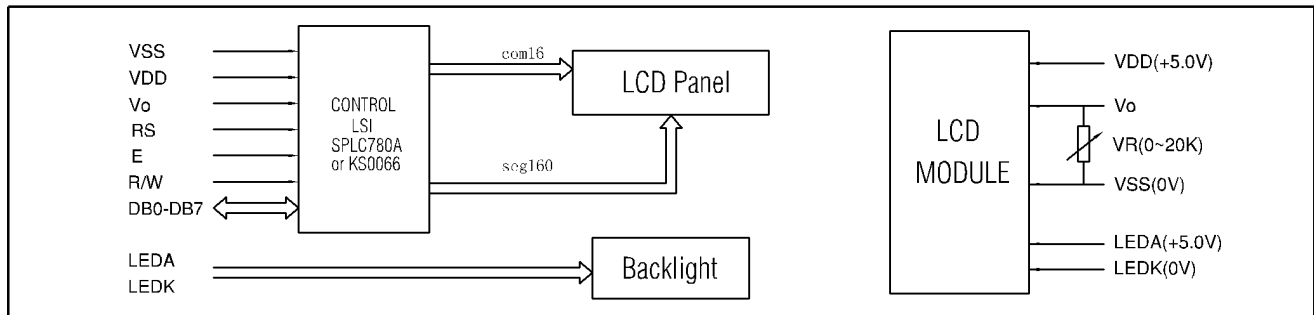 VSS
VDD
Vo
RS
E
R/W
DB0-DB7
LEDA
LEDK
CONTROL
LSI
SPLC780A
or KS0066
com16
seg160
LCD Panel
Backlight
LCD
MODULE
VDD(+5.0V)
Vo
VR(0~20K)
VSS(0V)
LEDA(+5.0V)
LEDK(0V)